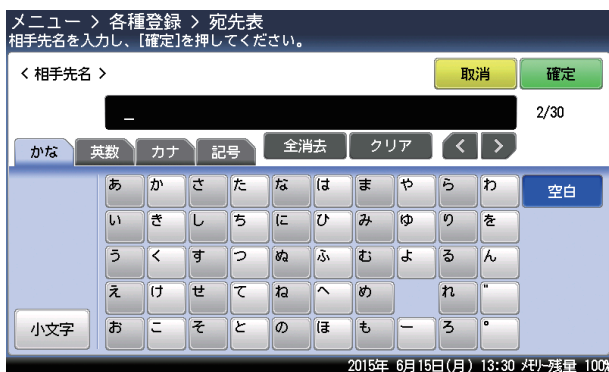 メニュー > 各種登録 > 宛先表
相手先名を入力し、[確定]を押してください。
< 相手先名 >
取消
確定
_
2/30
かな
英数
カナ
記号
全消去
クリア
<
>
あ か さ た な は ま や ら わ
空白
い き し ち に ひ み ゆ り を
う く す つ ぬ ふ む よ る ん
え け せ て ね へ め れ ゛
小文字
お こ そ と の ほ も ー ろ ゜
2015年 6月15日(月) 13:30 メモリー残量 100%